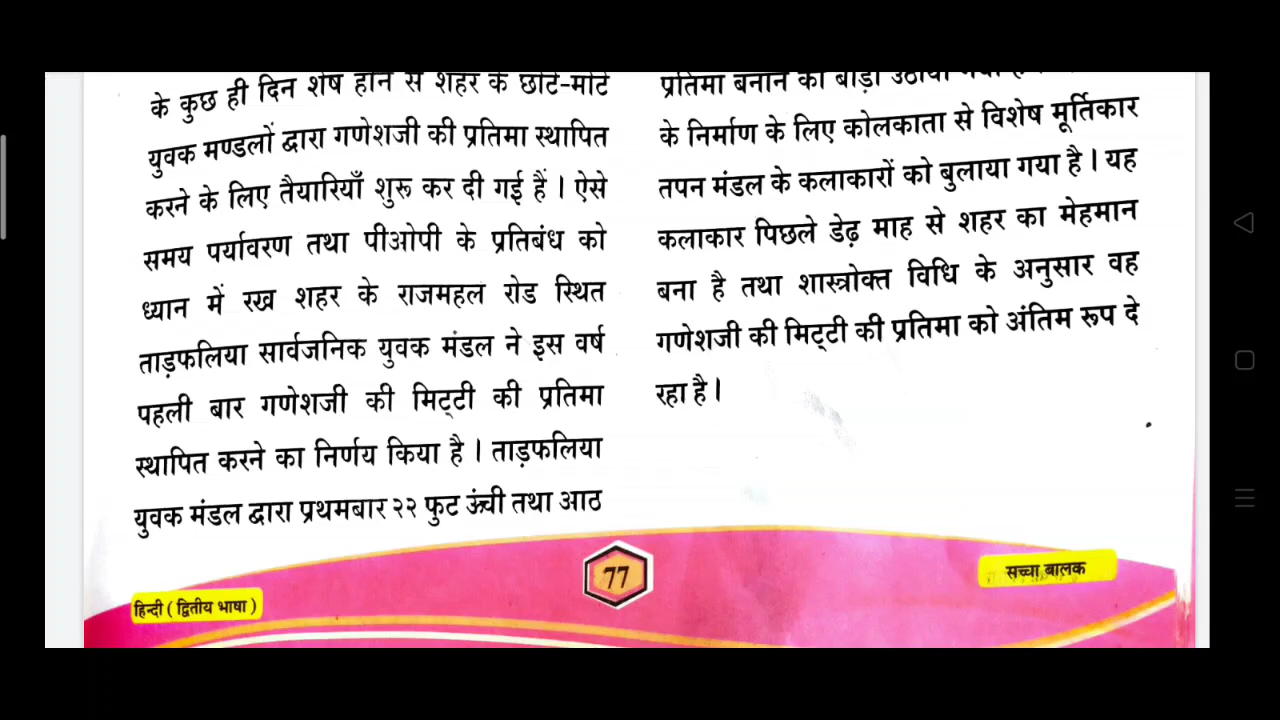 के कुछ ही दिन शेष होने से शहर के छोटे-मोटे
युवक मण्डलों द्वारा गणेशजी की प्रतिमा स्थापित
करने के लिए तैयारियाँ शुरू कर दी गई हैं । ऐसे
समय पर्यावरण तथा पीओपी के प्रतिबंध को
ध्यान में रख शहर के राजमहल रोड स्थित
ताड़फलिया सार्वजनिक युवक मंडल ने इस वर्ष
पहली बार गणेशजी की मिट्टी की प्रतिमा
स्थापित करने का निर्णय किया है । ताड़फलिया
युवक मंडल द्वारा प्रथमबार २२ फुट ऊंची तथा आठ
प्रतिमा बनाने का बीड़ा उठाया
के निर्माण के लिए कोलकाता से विशेष मूर्तिकार
तपन मंडल के कलाकारों को बुलाया गया है । यह
कलाकार पिछले डेढ़ माह से शहर का मेहमान
बना है तथा शास्त्रोक्त विधि के अनुसार वह
गणेशजी की मिट्टी की प्रतिमा को अंतिम रूप दे
रहा है ।
हिन्दी ( द्वितीय भाषा )
77
सच्चा बालक